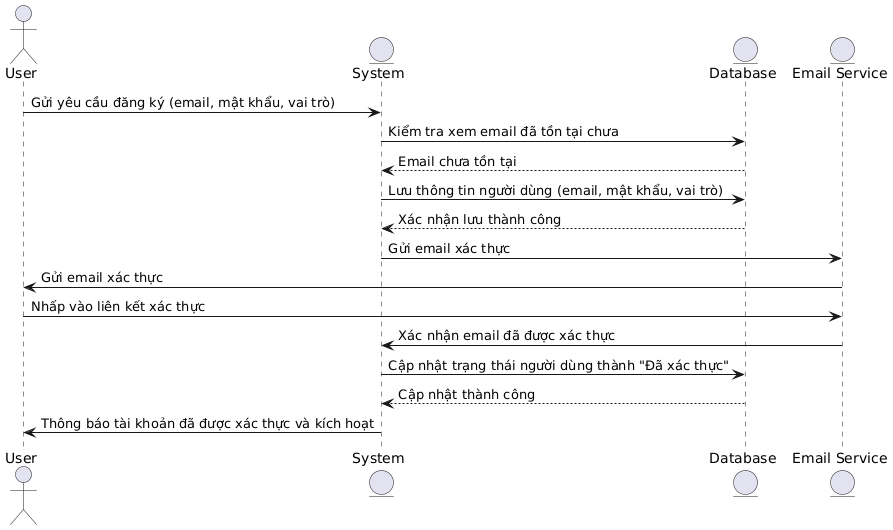 User
System
Database
Email Service
Gửi yêu cầu đăng ký (email, mật khẩu, vai trò)
Kiểm tra xem email đã tồn tại chưa
Email chưa tồn tại
Lưu thông tin người dùng (email, mật khẩu, vai trò)
Xác nhận lưu thành công
Gửi email xác thực
Gửi email xác thực
Nhấp vào liên kết xác thực
Xác nhận email đã được xác thực
Cập nhật trạng thái người dùng thành "Đã xác thực"
Cập nhật thành công
Thông báo tài khoản đã được xác thực và kích hoạt
User
System
Database
Email Service